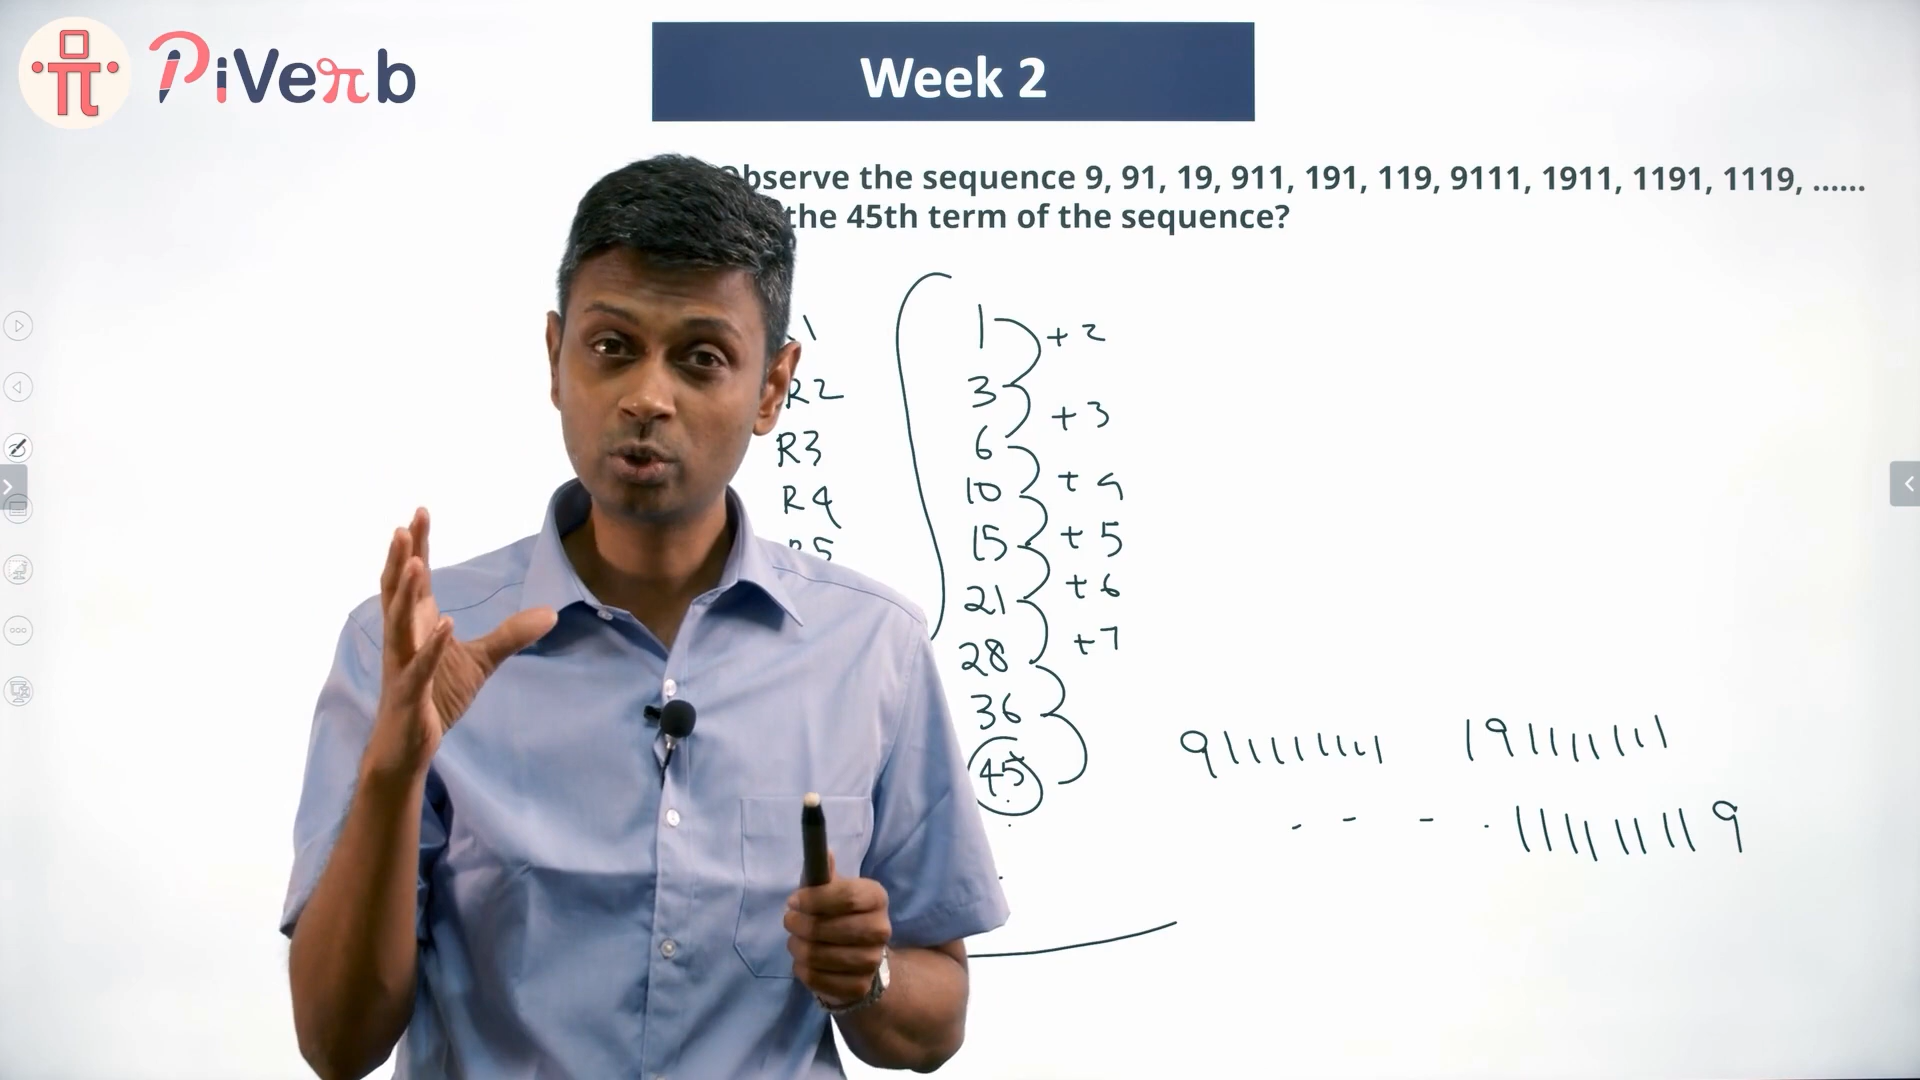 PiVerb
Week 2
Observe the sequence 9, 91, 19, 911, 191, 119, 9111, 1911, 1191, 1119, ......
the 45th term of the sequence?
1 1 +2
R2 3 +3
R3 6
R4 10 +4
R5 15 +5
21 +6
28 +7
36
45
911111111 191111111
. - - . 111111119